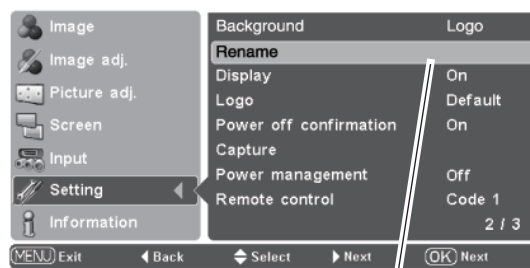 Image
Image adj.
Picture adj.
Screen
Input
Setting
Information
Background Logo
Rename
Display On
Logo Default
Power off confirmation On
Capture
Power management Off
Remote control Code 1
2 / 3
MENU Exit Back Select Next OK Next